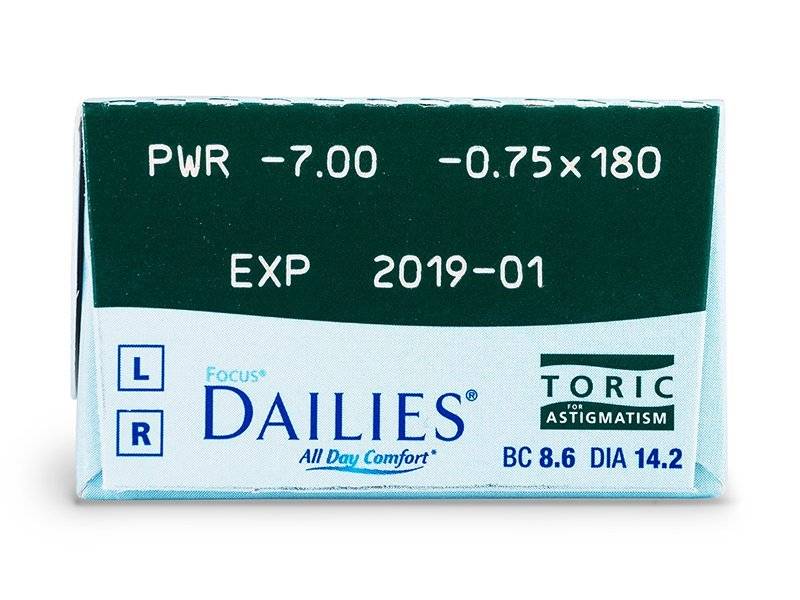 PWR -7.00 -0.75x180
EXP 2019-01
L
R
Focus®
DAILIES®
All Day Comfort*
TORIC
FOR
ASTIGMATISM
BC 8.6 DIA 14.2